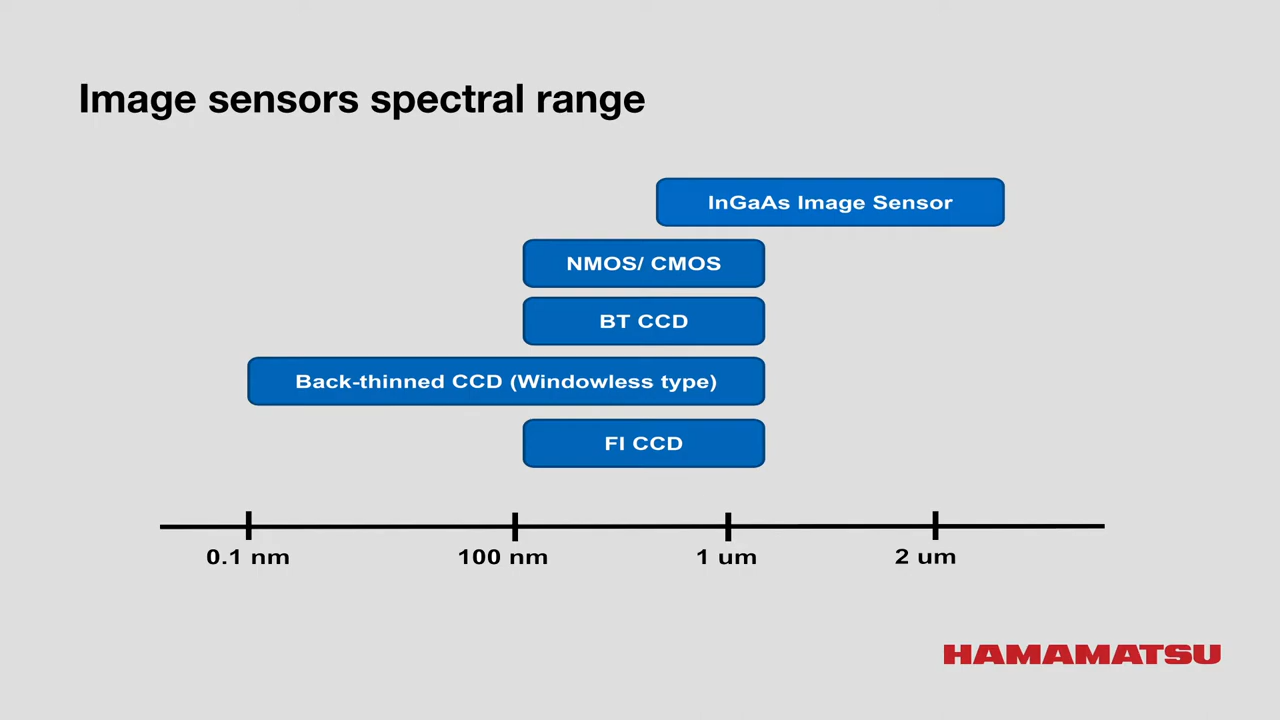 Image sensors spectral range
InGaAs Image Sensor
NMOS/ CMOS
BT CCD
Back-thinned CCD (Windowless type)
FI CCD
0.1 nm
100 nm
1 um
2 um
HAMAMATSU